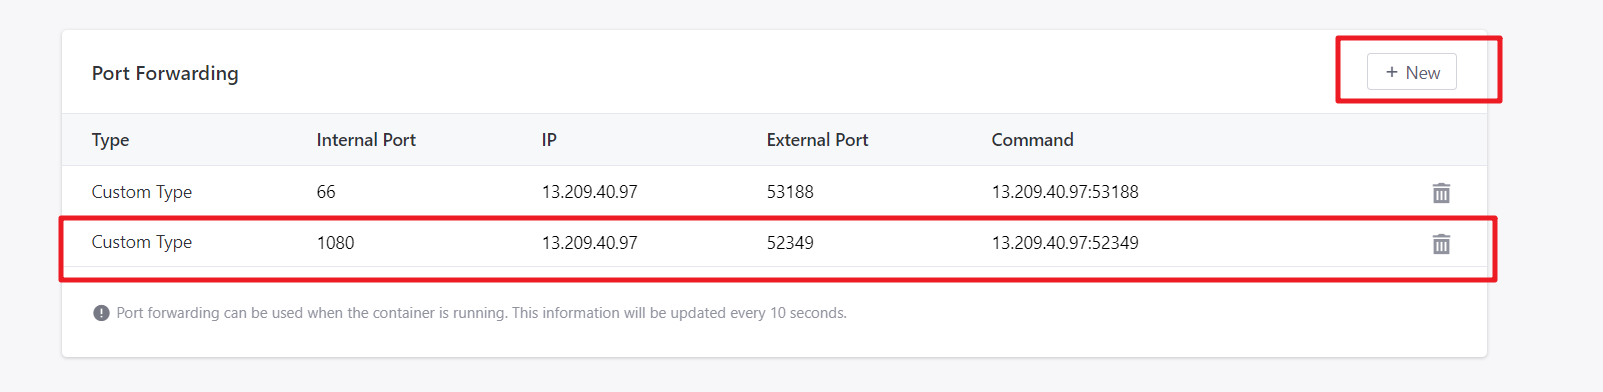 Port Forwarding
+ New
Type Internal Port IP External Port Command
Custom Type 66 13.209.40.97 53188 13.209.40.97:53188
Custom Type 1080 13.209.40.97 52349 13.209.40.97:52349
Port forwarding can be used when the container is running. This information will be updated every 10 seconds.